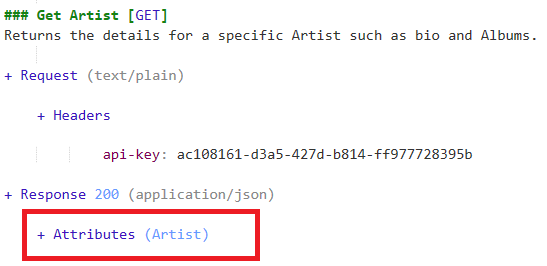 ### Get Artist [GET]
Returns the details for a specific Artist such as bio and Albums.
+ Request (text/plain)
+ Headers
api-key: ac108161-d3a5-427d-b814-ff977728395b
+ Response 200 (application/json)
+ Attributes (Artist)